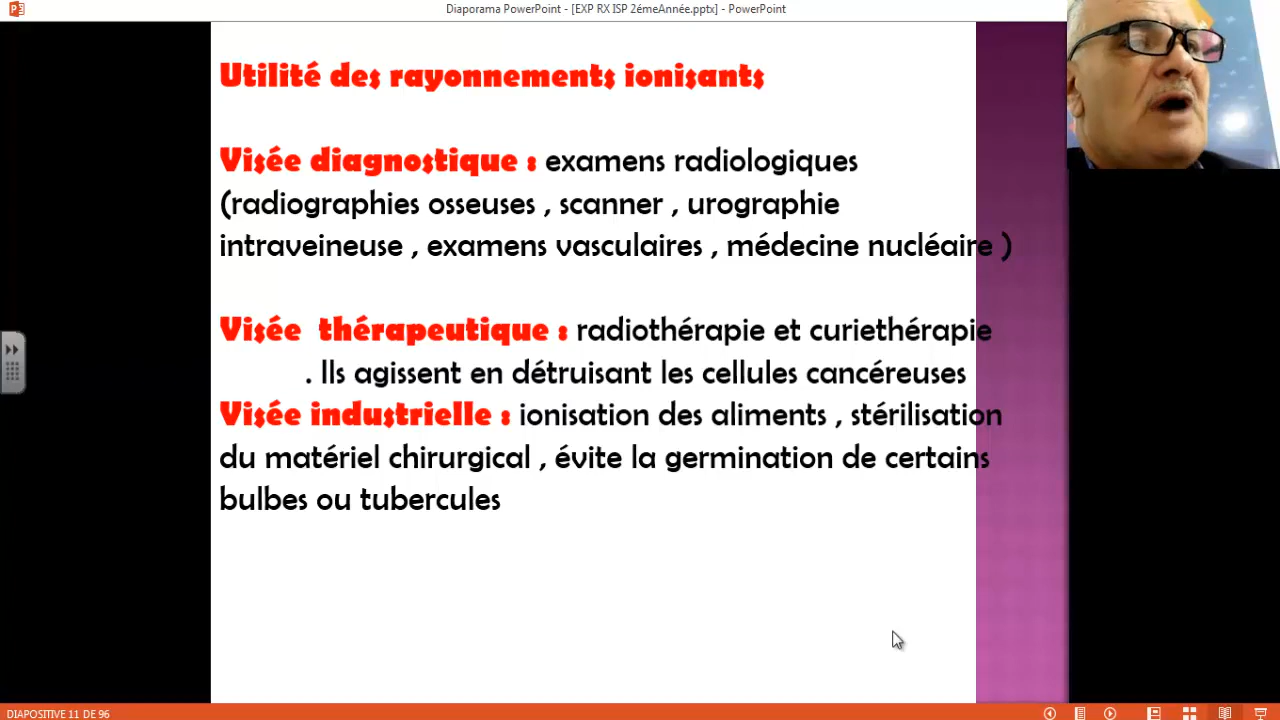 Diaporama PowerPoint - [EXP RX ISP 2émeAnnée.pptx] - PowerPoint
Utilité des rayonnements ionisants
Visée diagnostique : examens radiologiques
(radiographies osseuses , scanner , urographie
intraveineuse , examens vasculaires , médecine nucléaire )
Visée thérapeutique : radiothérapie et curiethérapie
. Ils agissent en détruisant les cellules cancéreuses
Visée industrielle : ionisation des aliments , stérilisation
du matériel chirurgical , évite la germination de certains
bulbes ou tubercules
DIAPOSITIVE 11 DE 96